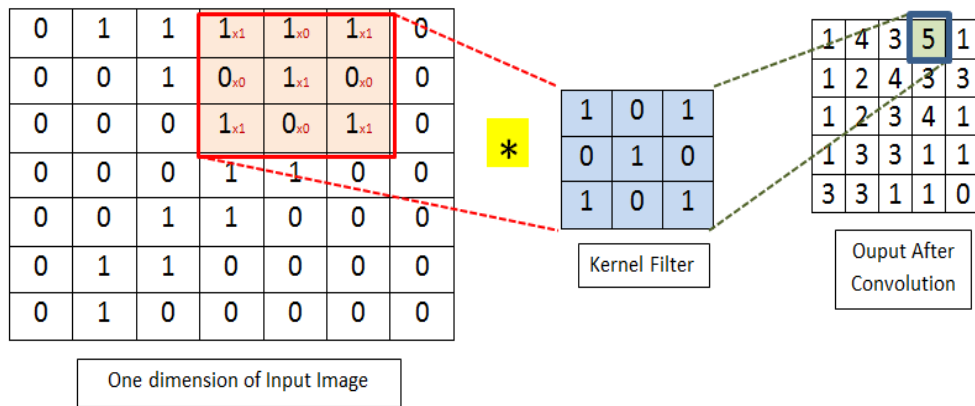 0 1 1 1x1 1x0 1x1 0
0 0 1 0x0 1x1 0x0 0
0 0 0 1x1 0x0 1x1 0
0 0 0 1 1 0 0
0 0 1 1 0 0 0
0 1 1 0 0 0 0
0 1 0 0 0 0 0
One dimension of Input Image
*
1 0 1
0 1 0
1 0 1
Kernel Filter
1 4 3 5 1
1 2 4 3 3
1 2 3 4 1
1 3 3 1 1
3 3 1 1 0
Ouput After
Convolution